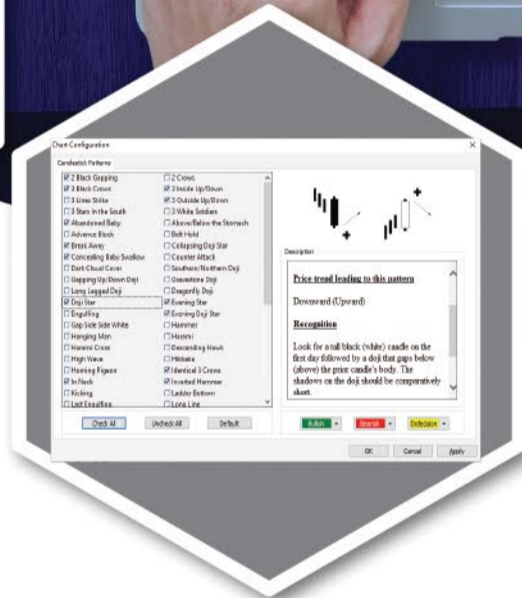 Chart Configuration
Candlestick Patterns
2 Black Gapping
3 Black Crows
3 Lines Strike
3 Stars In the South
Abandoned Baby
Advance Block
Break Away
Concealing Baby Swallow
Dark Cloud Cover
Gapping Up/Down Doji
Long Legged Doji
Doji Star
Engulfing
Gap Side Side White
Hanging Man
Harami Cross
High Wave
Homing Pigeon
In Neck
Kicking
Last Engulfing
2 Crows
3 Inside Up/Down
3 Outside Up/Down
3 White Soldiers
Above/Below the Stomach
Belt Hold
Collapsing Doji Star
Counter Attack
Southern/Northern Doji
Gravestone Doji
Dragonfly Doji
Evening Star
Evening Doji Star
Hammer
Harami
Descending Hawk
Hikkake
Identical 3 Crows
Inverted Hammer
Ladder Bottom
Long Line
Check All
Uncheck All
Default
Description
Price trend leading to this pattern
Downward (Upward)
Recognition
Look for a tall black (white) candle on the
first day followed by a doji that gaps below
(above) the prior candle's body. The
shadows on the doji should be comparatively
short.
Bullish
Bearish
Indecision
OK
Cancel
Apply